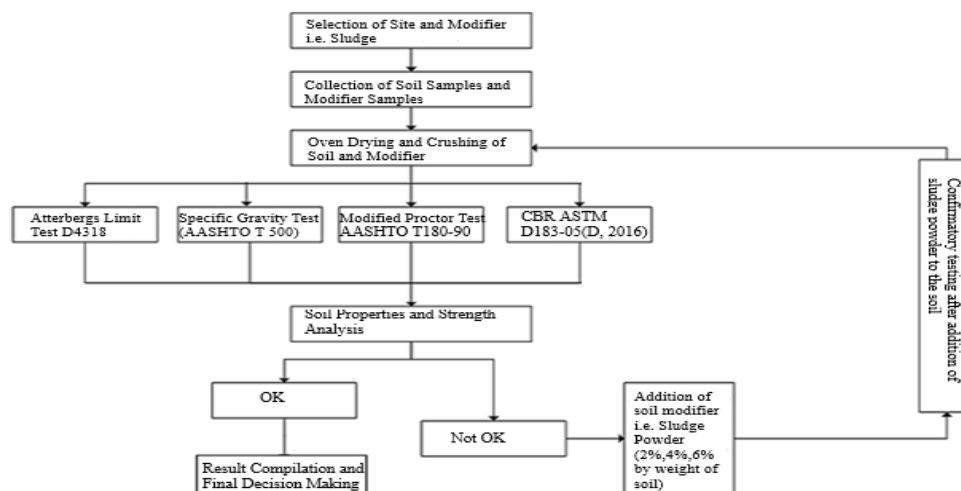 Selection of Site and Modifier
i.e. Sludge
Collection of Soil Samples and
Modifier Samples
Oven Drying and Crushing of
Soil and Modifier
Atterbergs Limit
Test D4318
Specific Gravity Test
(AASHTO T 500)
Modified Proctor Test
AASHTO T180-90
CBR ASTM
D183-05(D, 2016)
Soil Properties and Strength
Analysis
OK
Not OK
Result Compilation and
Final Decision Making
Addition of
soil modifier
i.e. Sludge
Powder
(2%,4%,6%
by weight of
soil)
Confirmatory testing after addition of
sludge powder to the soil